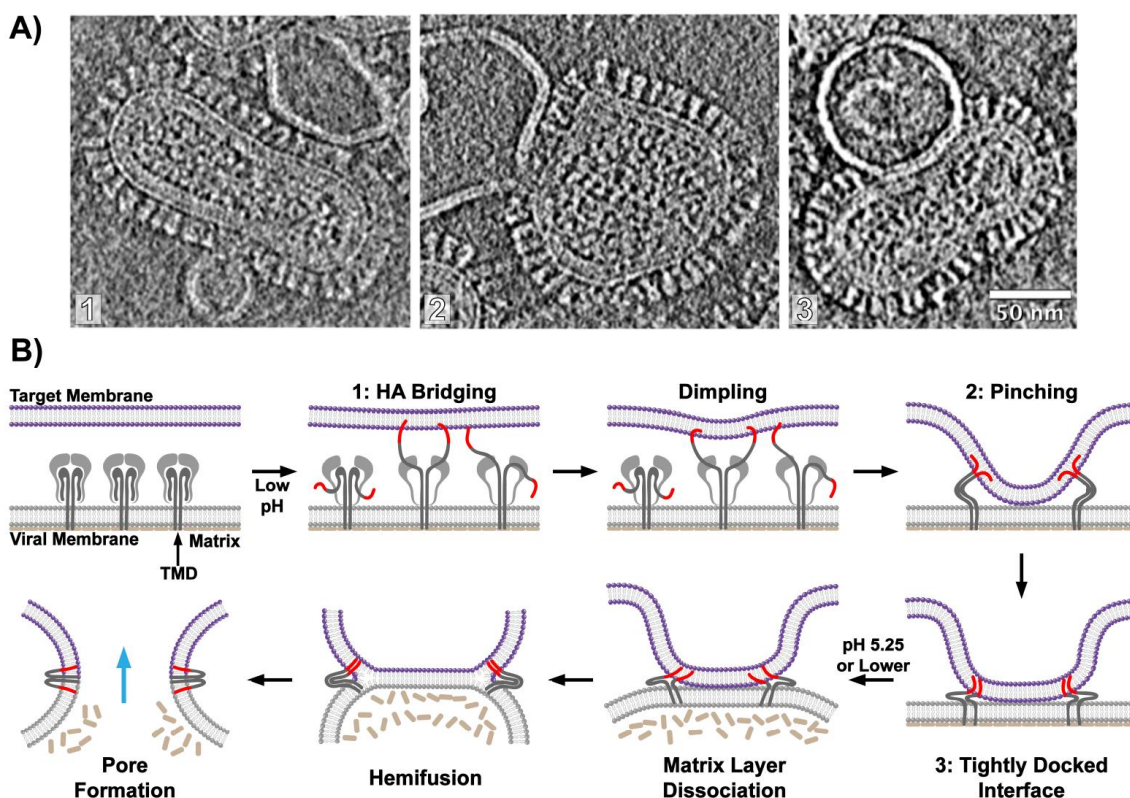 A)
1
2
3
50 nm
B)
Target Membrane
1: HA Bridging
Dimpling
2: Pinching
Low
pH
Viral Membrane
Matrix
TMD
pH 5.25
or Lower
Pore
Formation
Hemifusion
Matrix Layer
Dissociation
3: Tightly Docked
Interface